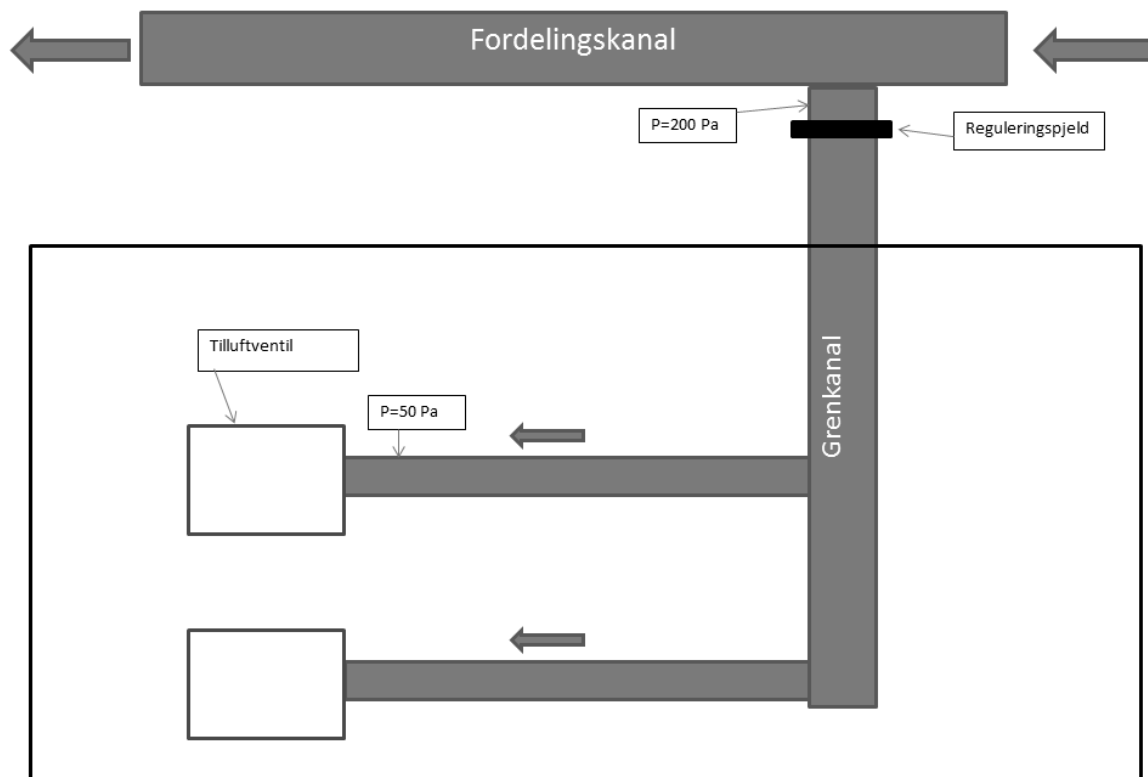 Fordelingskanal
P=200 Pa
Reguleringspjeld
Tilluftventil
P=50 Pa
Grenkanal